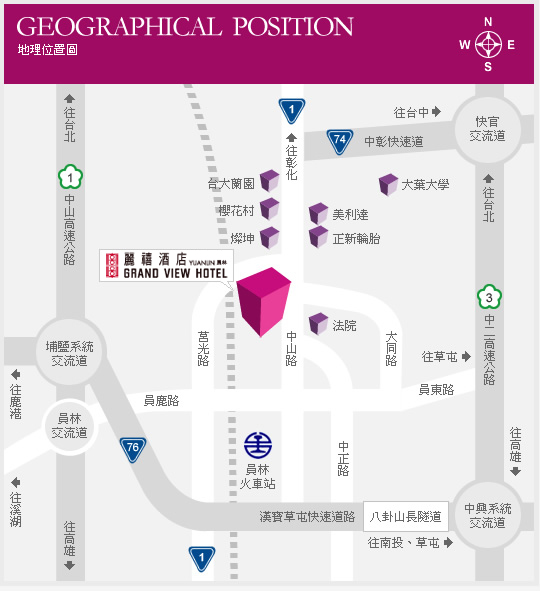 GEOGRAPHICAL POSITION
地理位置圖
N
W
E
S
往台北
1
中山高速公路
1
往彰化
往台中
74
中彰快速道
快官
交流道
往台北
台大蘭園
櫻花村
燦坤
美利達
正新輪胎
大葉大學
麗禧酒店 YUANLIN 員林
GRAND VIEW HOTEL
3
中二高速公路
法院
莒光路
中山路
大同路
往草屯
埔鹽系統
交流道
往鹿港
員鹿路
員東路
員林
交流道
76
員林
火車站
中正路
往高雄
往溪湖
往高雄
漢寶草屯快速道路
八卦山長隧道
中興系統
交流道
往南投、草屯
1